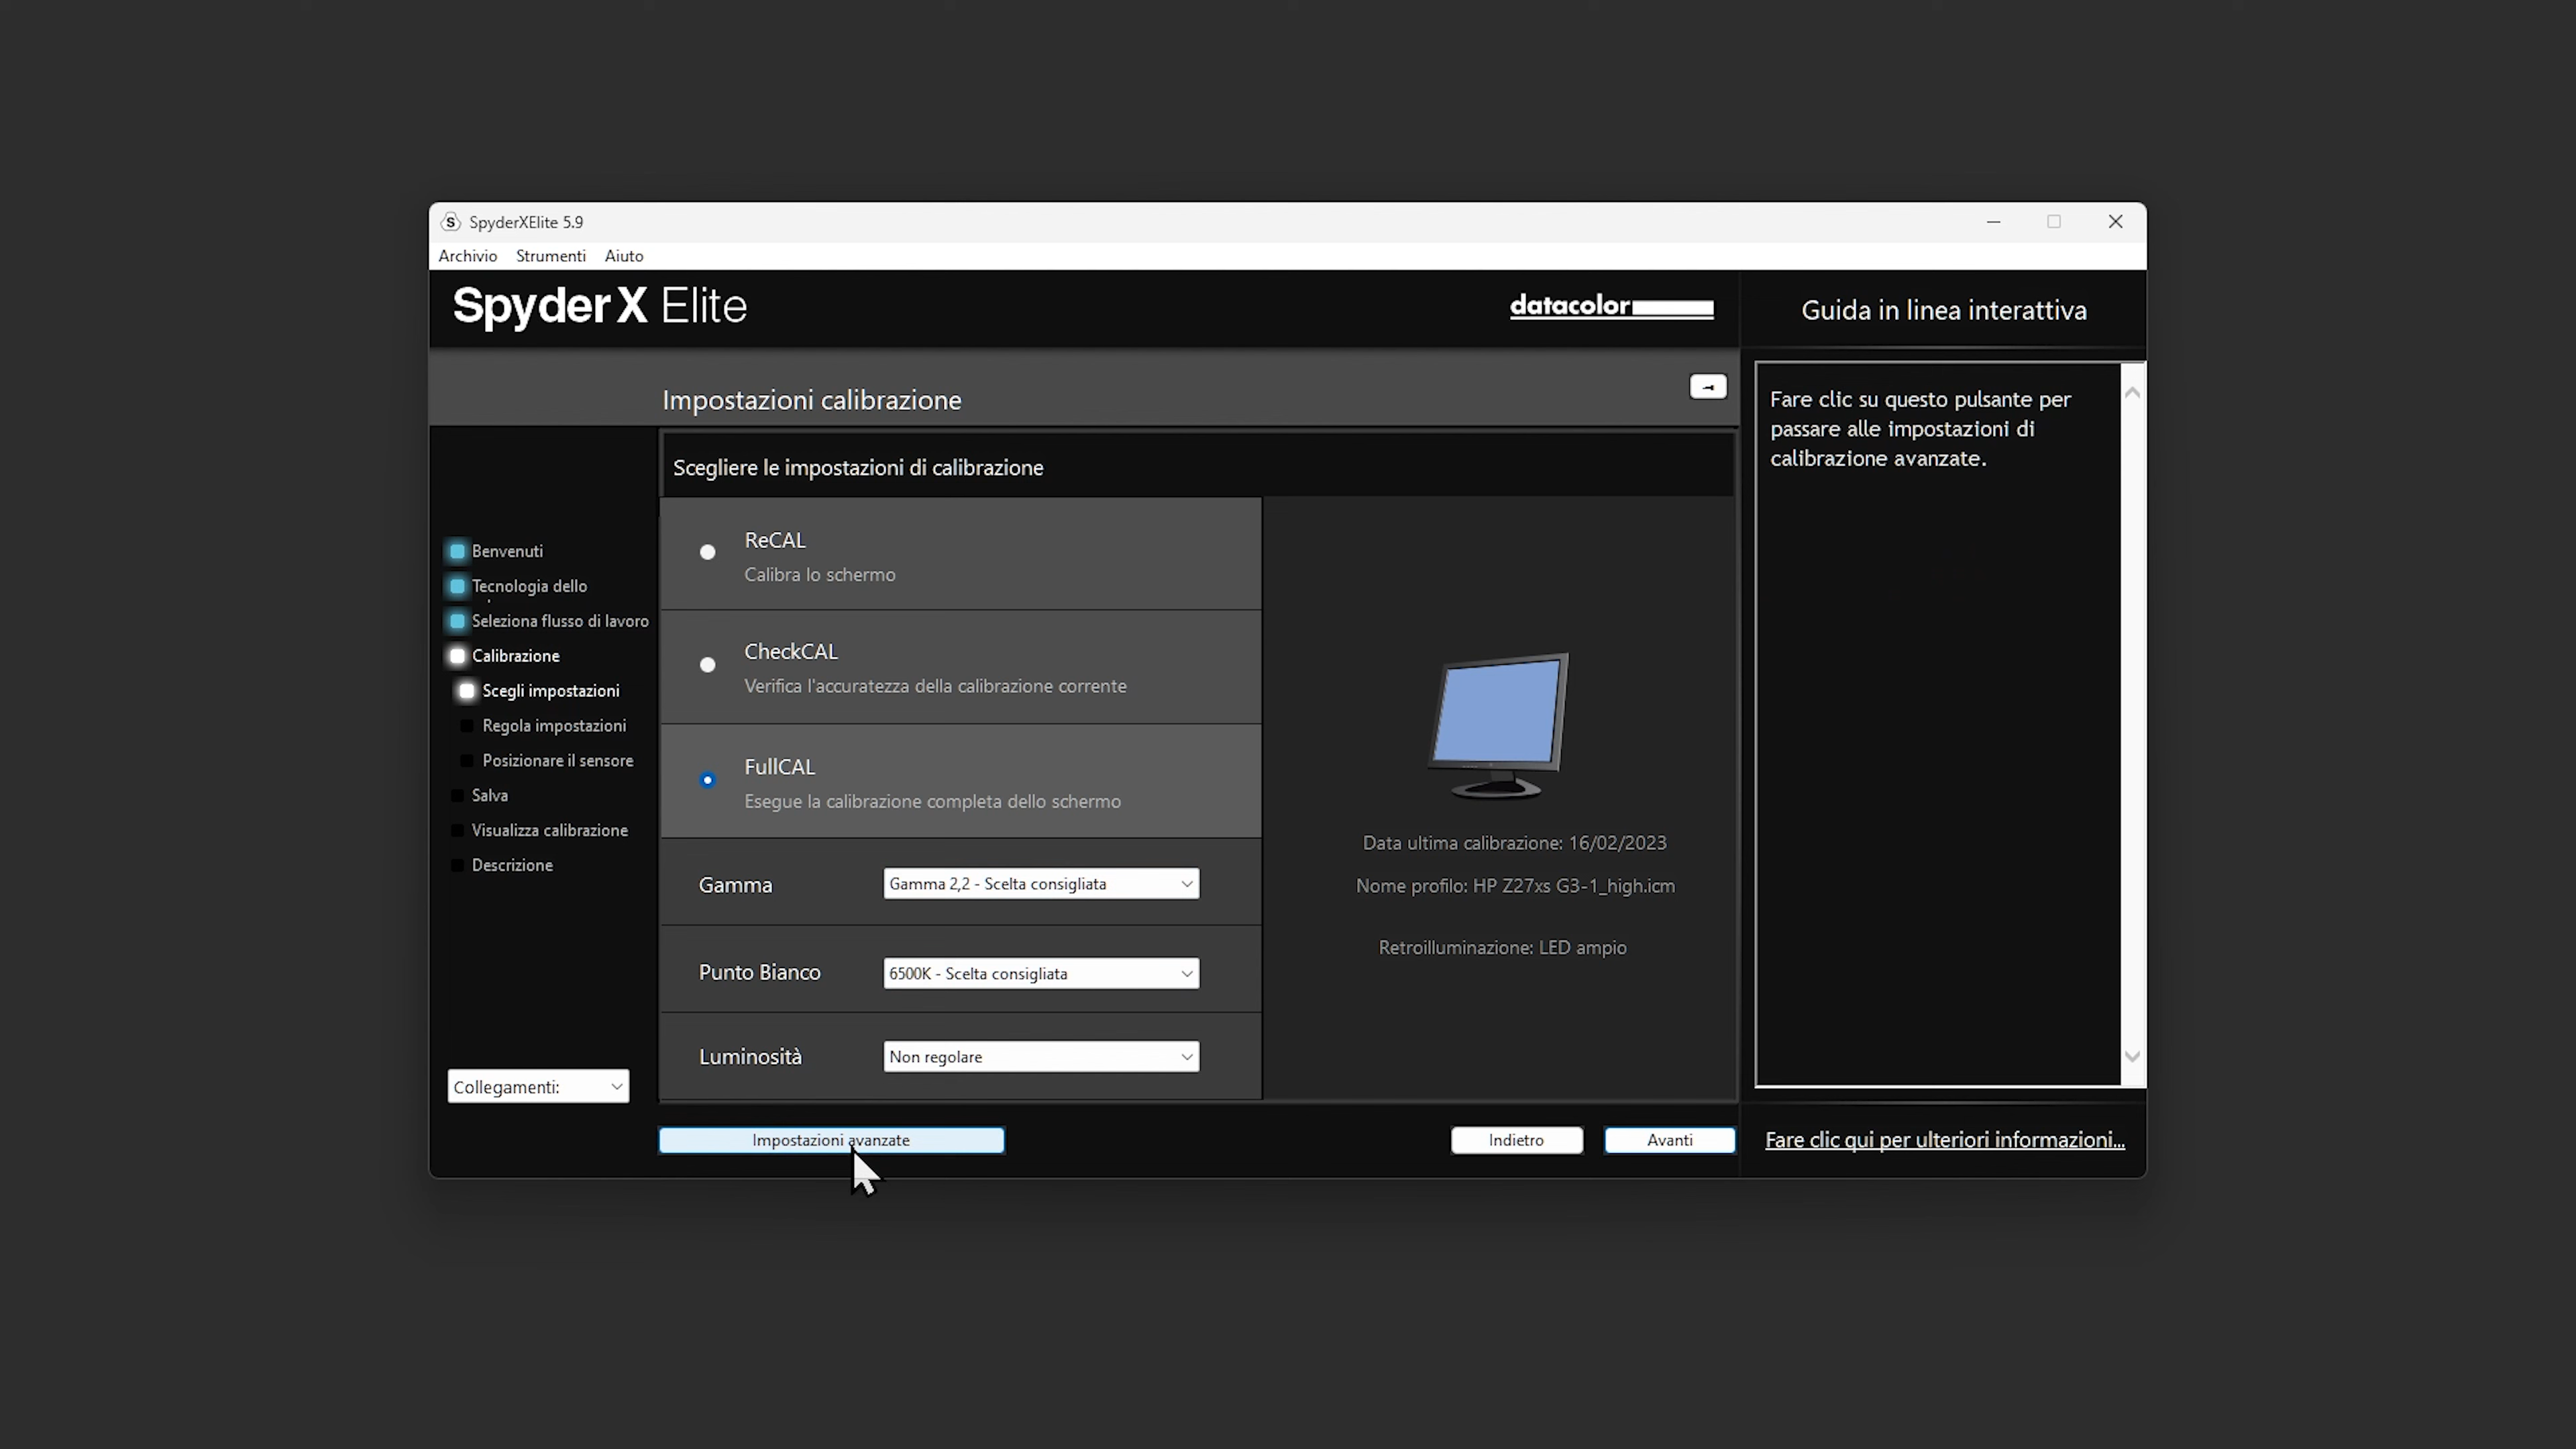 SpyderXElite 5.9
Archivio Strumenti Aiuto
SpyderX Elite
datacolor
Guida in linea interattiva
Impostazioni calibrazione
Fare clic su questo pulsante per
passare alle impostazioni di
calibrazione avanzate.
Scegliere le impostazioni di calibrazione
Benvenuti
Tecnologia dello
Seleziona flusso di lavoro
Calibrazione
Scegli impostazioni
Regola impostazioni
Posizionare il sensore
Salva
Visualizza calibrazione
Descrizione
Collegamenti:
ReCAL
Calibra lo schermo
CheckCAL
Verifica l'accuratezza della calibrazione corrente
FullCAL
Esegue la calibrazione completa dello schermo
Gamma
Gamma 2,2 - Scelta consigliata
Punto Bianco
6500K - Scelta consigliata
Luminosità
Non regolare
Data ultima calibrazione: 16/02/2023
Nome profilo: HP Z27xs G3-1_high.icm
Retroilluminazione: LED ampio
Impostazioni avanzate
Indietro
Avanti
Fare clic qui per ulteriori informazioni...